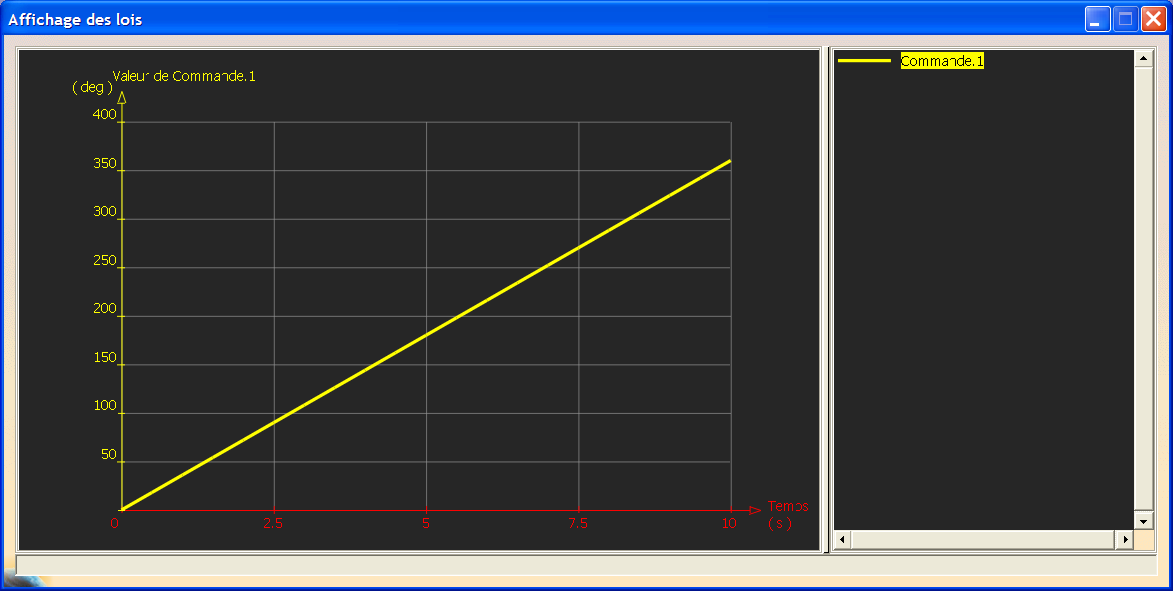 Affichage des lois
Valeur de Commande.1
( deg )
400
350
300
250
200
150
100
50
0
2.5
5
7.5
10
Temps
( s )
Commande.1